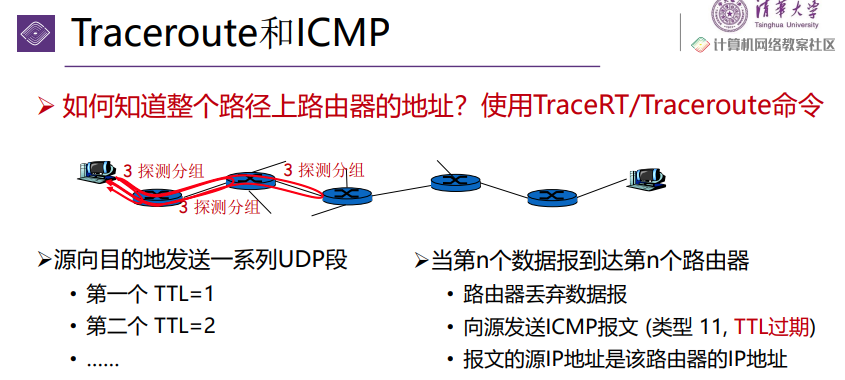 Traceroute和ICMP
清华大学
Tsinghua University
计算机网络教案社区
➢ 如何知道整个路径上路由器的地址？使用TraceRT/Traceroute命令
3 探测分组
3 探测分组
3 探测分组
➢源向目的地发送一系列UDP段
• 第一个 TTL=1
• 第二个 TTL=2
• ……
➢当第n个数据报到达第n个路由器
• 路由器丢弃数据报
• 向源发送ICMP报文 (类型 11, TTL过期)
• 报文的源IP地址是该路由器的IP地址